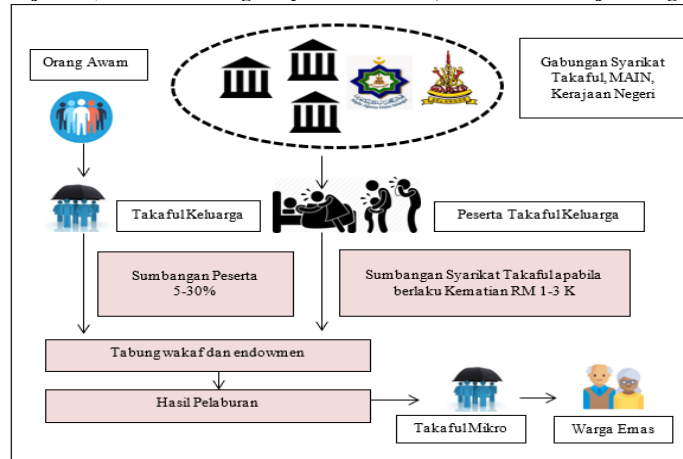 Orang Awam
Gabungan Syarikat
Takaful, MAIN,
Kerajaan Negeri
Takaful Keluarga
Peserta Takaful Keluarga
Sumbangan Peserta
5-30%
Sumbangan Syarikat Takaful apabila
berlaku Kematian RM 1-3 K
Tabung wakaf dan endowmen
Hasil Pelaburan
Takaful Mikro
Warga Emas